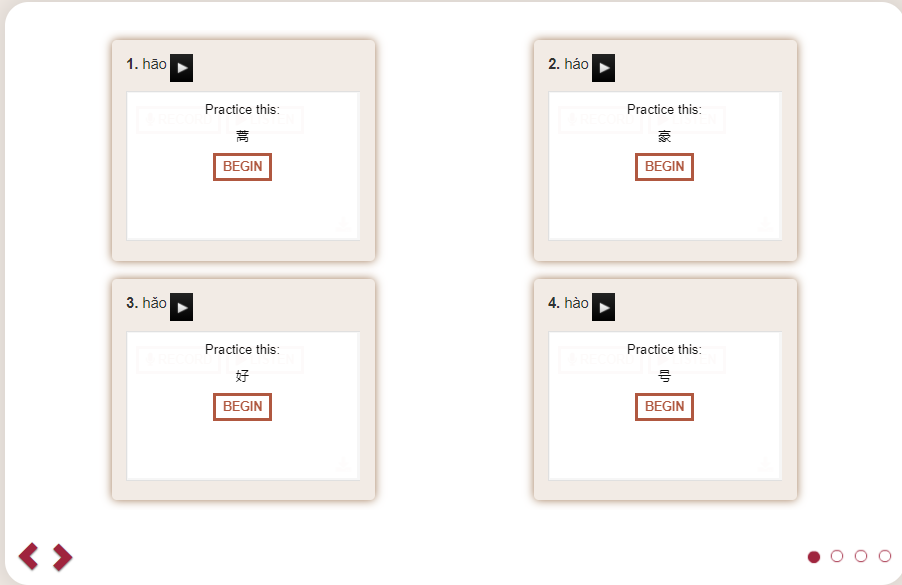 1. hāo
Practice this:
蒿
BEGIN
2. háo
Practice this:
豪
BEGIN
3. hăo
Practice this:
好
BEGIN
4. hào
Practice this:
号
BEGIN